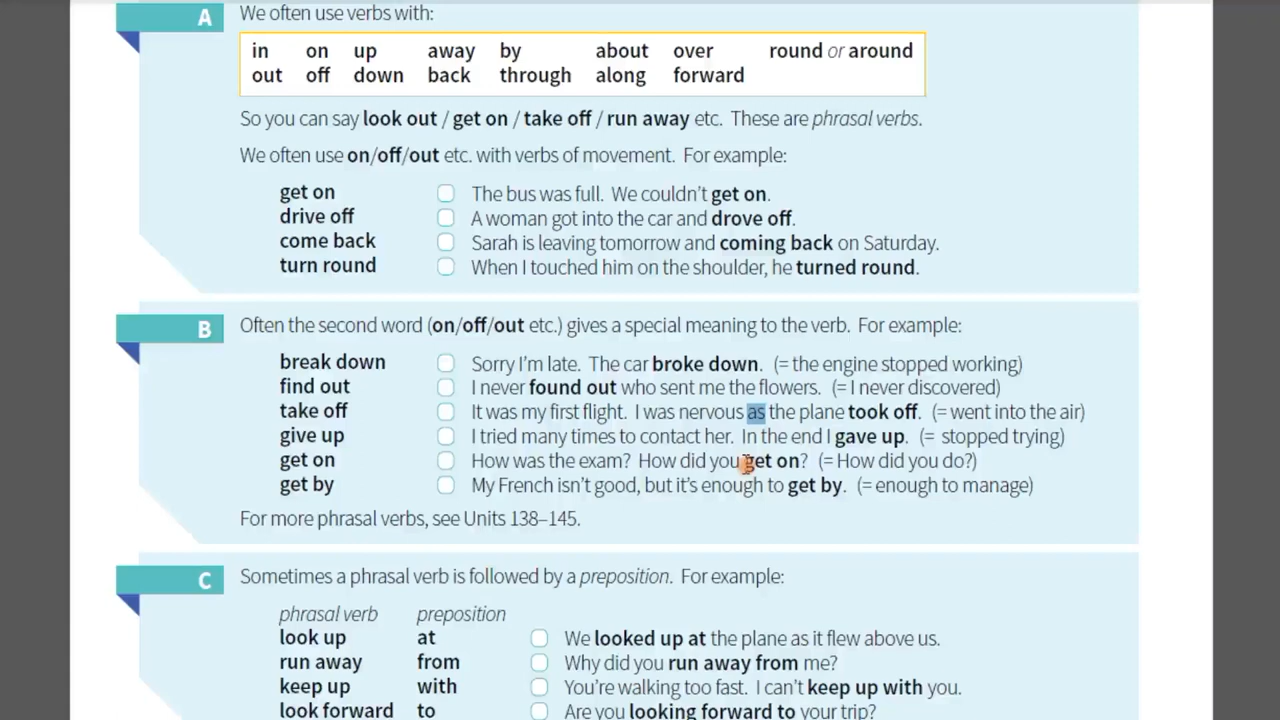 A We often use verbs with:
in on up away by about over round or around
out off down back through along forward
So you can say look out / get on / take off / run away etc. These are phrasal verbs.
We often use on/off/out etc. with verbs of movement. For example:
get on The bus was full. We couldn't get on.
drive off A woman got into the car and drove off.
come back Sarah is leaving tomorrow and coming back on Saturday.
turn round When I touched him on the shoulder, he turned round.
B Often the second word (on/off/out etc.) gives a special meaning to the verb. For example:
break down Sorry I'm late. The car broke down. (= the engine stopped working)
find out I never found out who sent me the flowers. (= I never discovered)
take off It was my first flight. I was nervous as the plane took off. (= went into the air)
give up I tried many times to contact her. In the end I gave up. (= stopped trying)
get on How was the exam? How did you get on? (= How did you do?)
get by My French isn't good, but it's enough to get by. (= enough to manage)
For more phrasal verbs, see Units 138–145.
C Sometimes a phrasal verb is followed by a preposition. For example:
phrasal verb preposition
look up at We looked up at the plane as it flew above us.
run away from Why did you run away from me?
keep up with You're walking too fast. I can't keep up with you.
look forward to Are you looking forward to your trip?